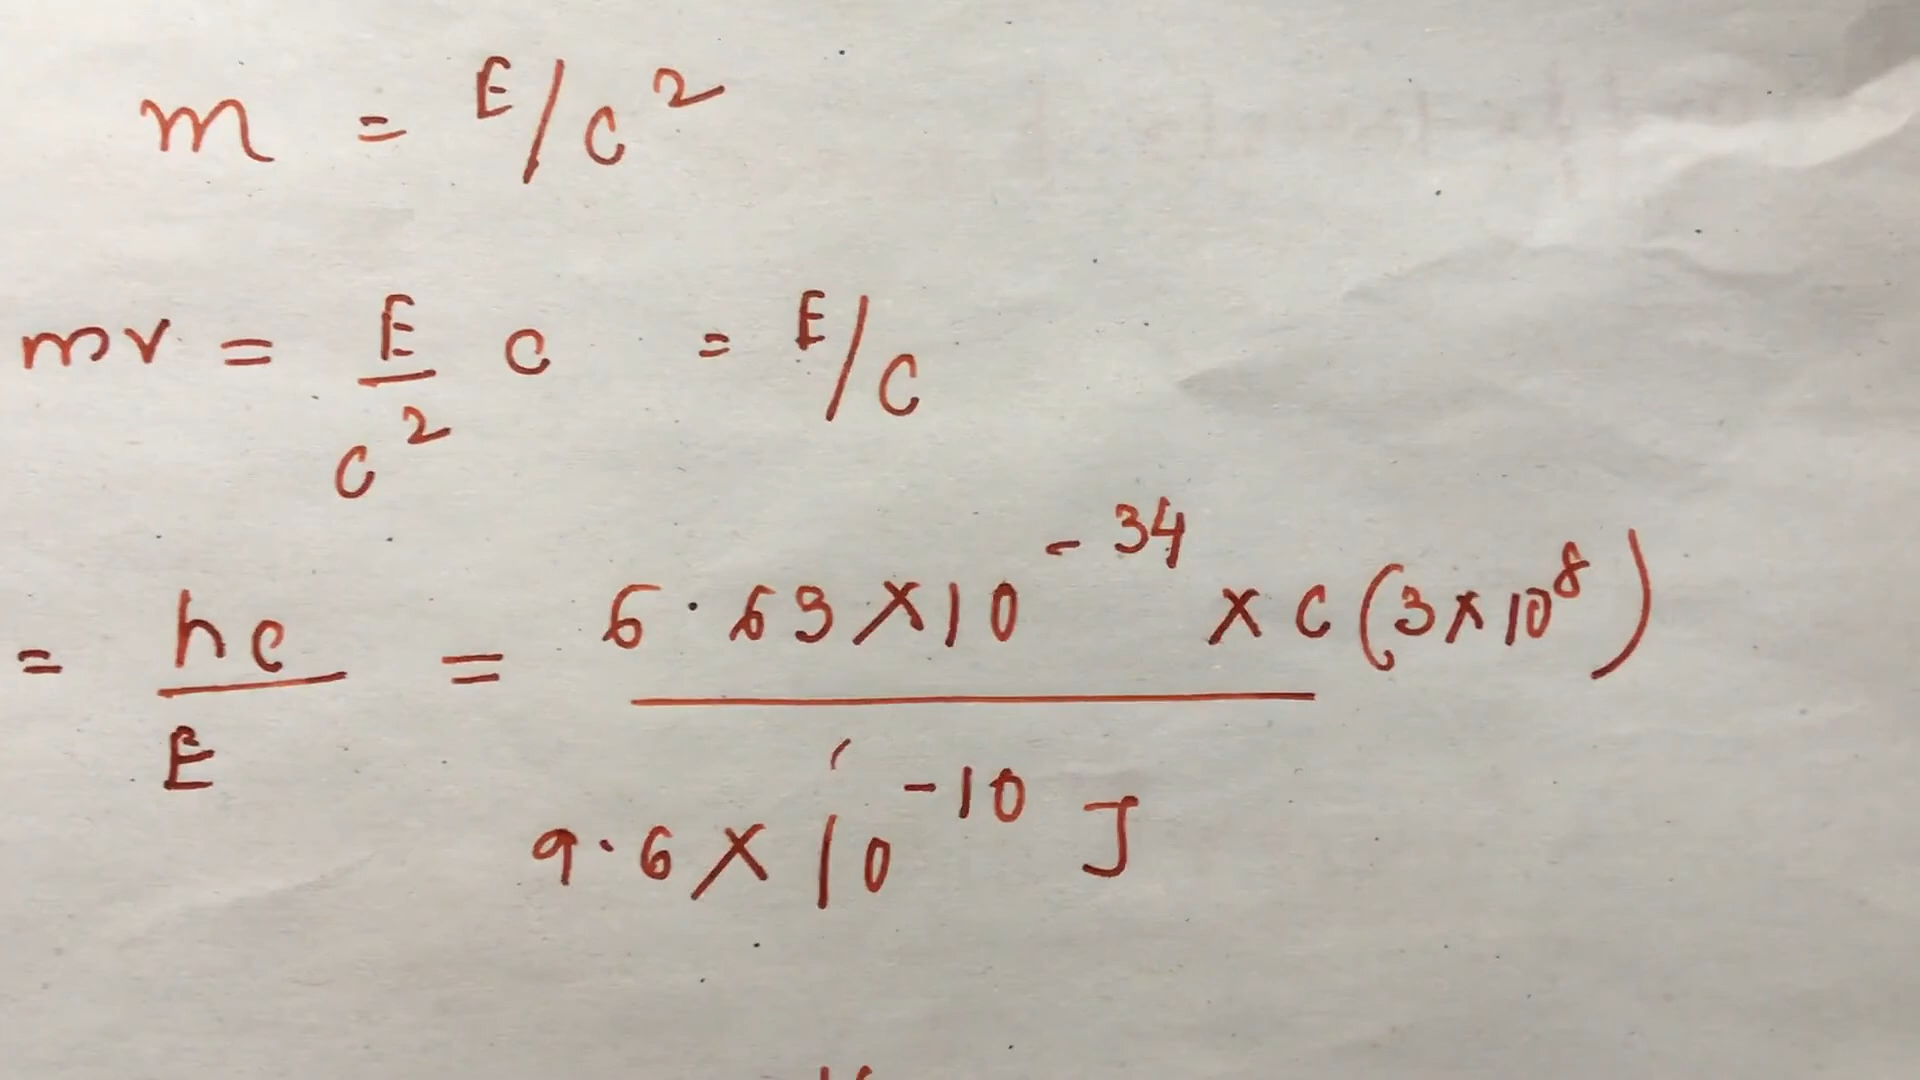 m = E/c²
mv = E/c² c = E/c
= hc/E = 6.63×10⁻³⁴ × c (3×10⁸) / 9.6×10⁻¹⁰ J